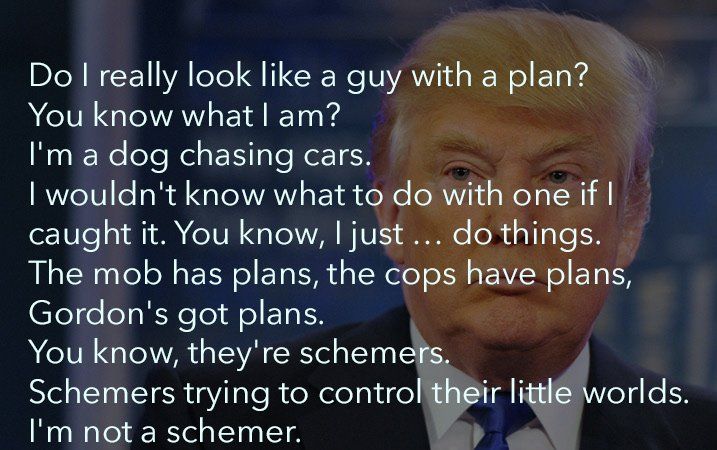 Do I really look like a guy with a plan?
You know what I am?
I'm a dog chasing cars.
I wouldn't know what to do with one if I
caught it. You know, I just … do things.
The mob has plans, the cops have plans,
Gordon's got plans.
You know, they're schemers.
Schemers trying to control their little worlds.
I'm not a schemer.